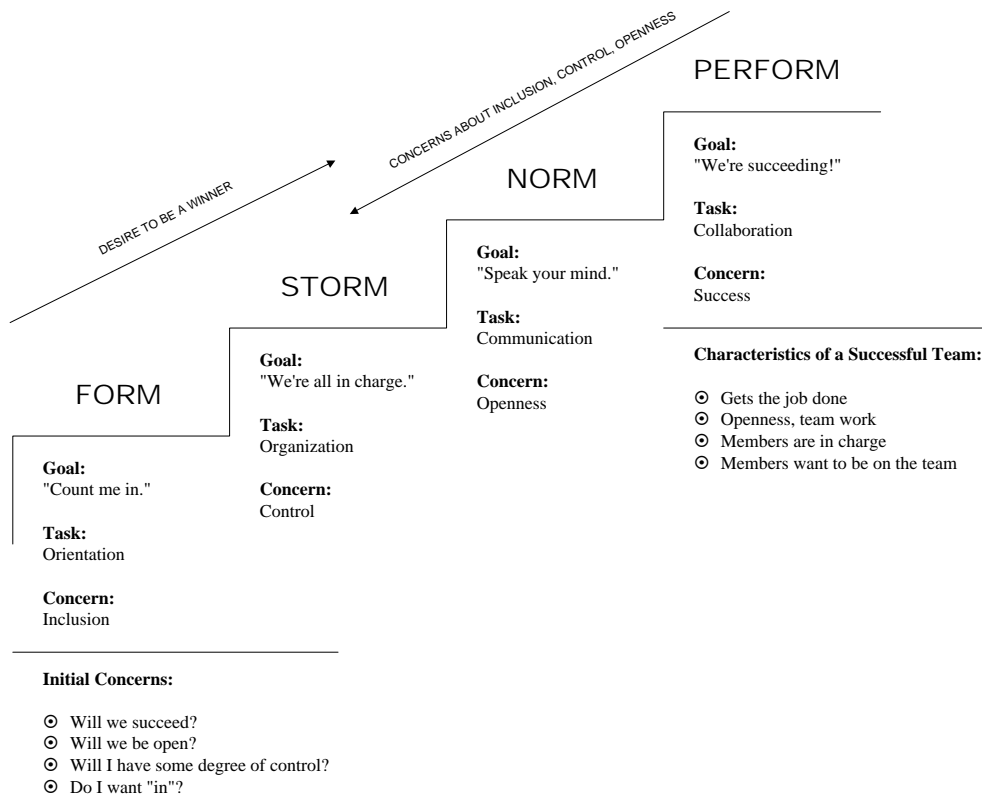 DESIRE TO BE A WINNER
CONCERNS ABOUT INCLUSION, CONTROL, OPENNESS
FORM
Goal:
"Count me in."
Task:
Orientation
Concern:
Inclusion
Initial Concerns:
Will we succeed?
Will we be open?
Will I have some degree of control?
Do I want "in"?
STORM
Goal:
"We're all in charge."
Task:
Organization
Concern:
Control
NORM
Goal:
"Speak your mind."
Task:
Communication
Concern:
Openness
PERFORM
Goal:
"We're succeeding!"
Task:
Collaboration
Concern:
Success
Characteristics of a Successful Team:
Gets the job done
Openness, team work
Members are in charge
Members want to be on the team